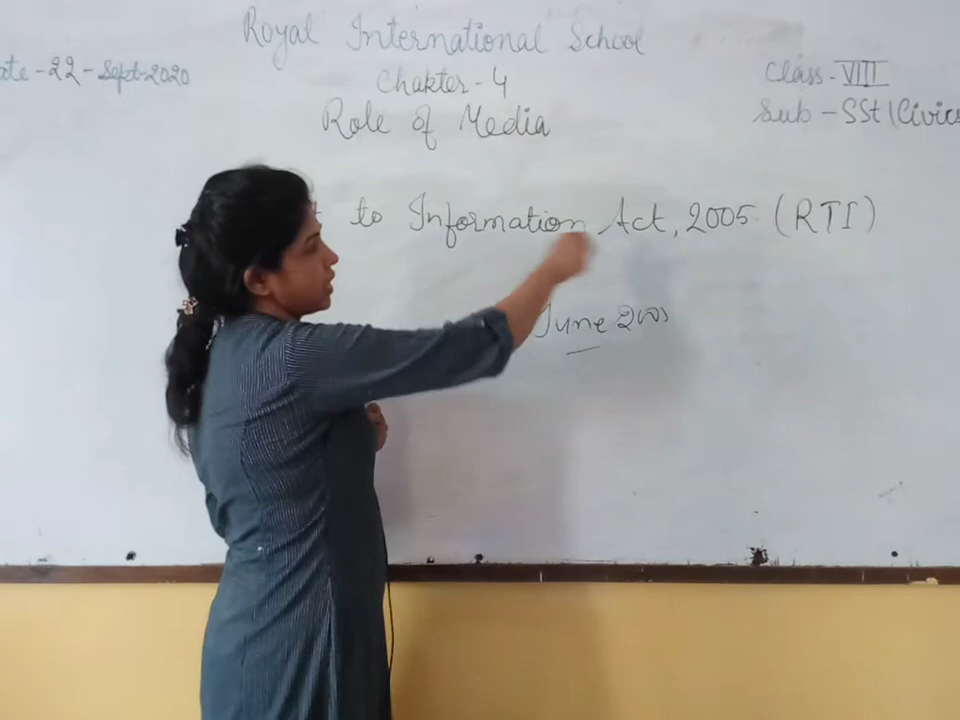 Royal International School
ate - 22 - Sept - 2020
Chapter - 4
Class - VIII
Role of Media
Sub - SSt \ Civics
to Information Act, 2005 (RTI)
June